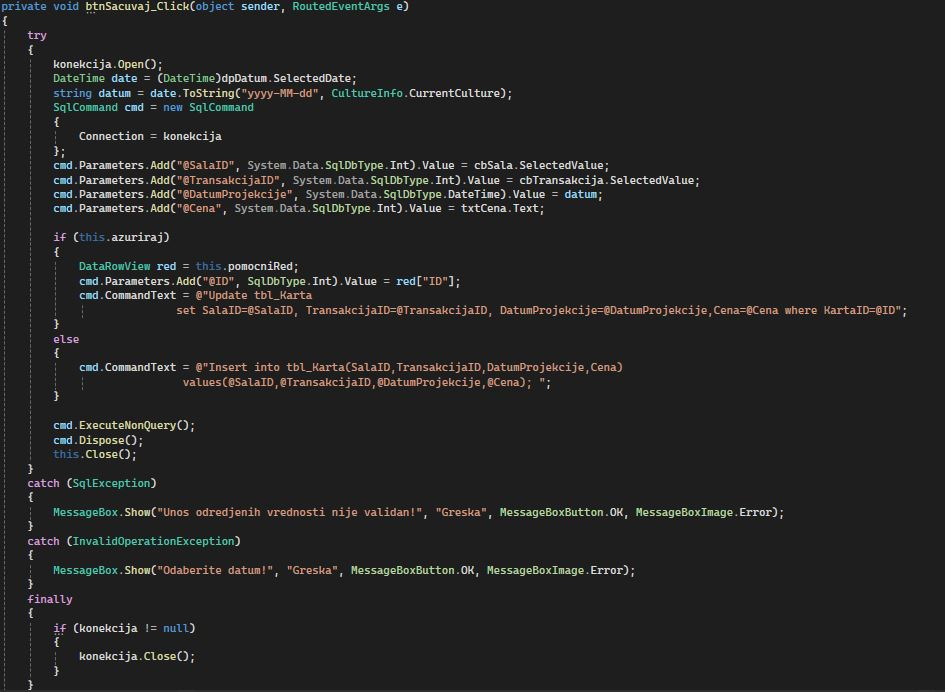 private void btnSacuvaj_Click(object sender, RoutedEventArgs e)
{
    try
    {
        konekcija.Open();
        DateTime date = (DateTime)dpDatum.SelectedDate;
        string datum = date.ToString("yyyy-MM-dd", CultureInfo.CurrentCulture);
        SqlCommand cmd = new SqlCommand
        {
            Connection = konekcija
        };
        cmd.Parameters.Add("@SalaID", System.Data.SqlDbType.Int).Value = cbSala.SelectedValue;
        cmd.Parameters.Add("@TransakcijaID", System.Data.SqlDbType.Int).Value = cbTransakcija.SelectedValue;
        cmd.Parameters.Add("@DatumProjekcije", System.Data.SqlDbType.DateTime).Value = datum;
        cmd.Parameters.Add("@Cena", System.Data.SqlDbType.Int).Value = txtCena.Text;

        if (this.azuriraj)
        {
            DataRowView red = this.pomocniRed;
            cmd.Parameters.Add("@ID", SqlDbType.Int).Value = red["ID"];
            cmd.CommandText = @"Update tbl_Karta
                           set SalaID=@SalaID, TransakcijaID=@TransakcijaID, DatumProjekcije=@DatumProjekcije,Cena=@Cena where KartaID=@ID";
        }
        else
        {
            cmd.CommandText = @"Insert into tbl_Karta(SalaID,TransakcijaID,DatumProjekcije,Cena)
                            values(@SalaID,@TransakcijaID,@DatumProjekcije,@Cena); ";
        }

        cmd.ExecuteNonQuery();
        cmd.Dispose();
        this.Close();
    }
    catch (SqlException)
    {
        MessageBox.Show("Unos odredjenih vrednosti nije validan!", "Greska", MessageBoxButton.OK, MessageBoxImage.Error);
    }
    catch (InvalidOperationException)
    {
        MessageBox.Show("Odaberite datum!", "Greska", MessageBoxButton.OK, MessageBoxImage.Error);
    }
    finally
    {
        if (konekcija != null)
        {
            konekcija.Close();
        }
    }